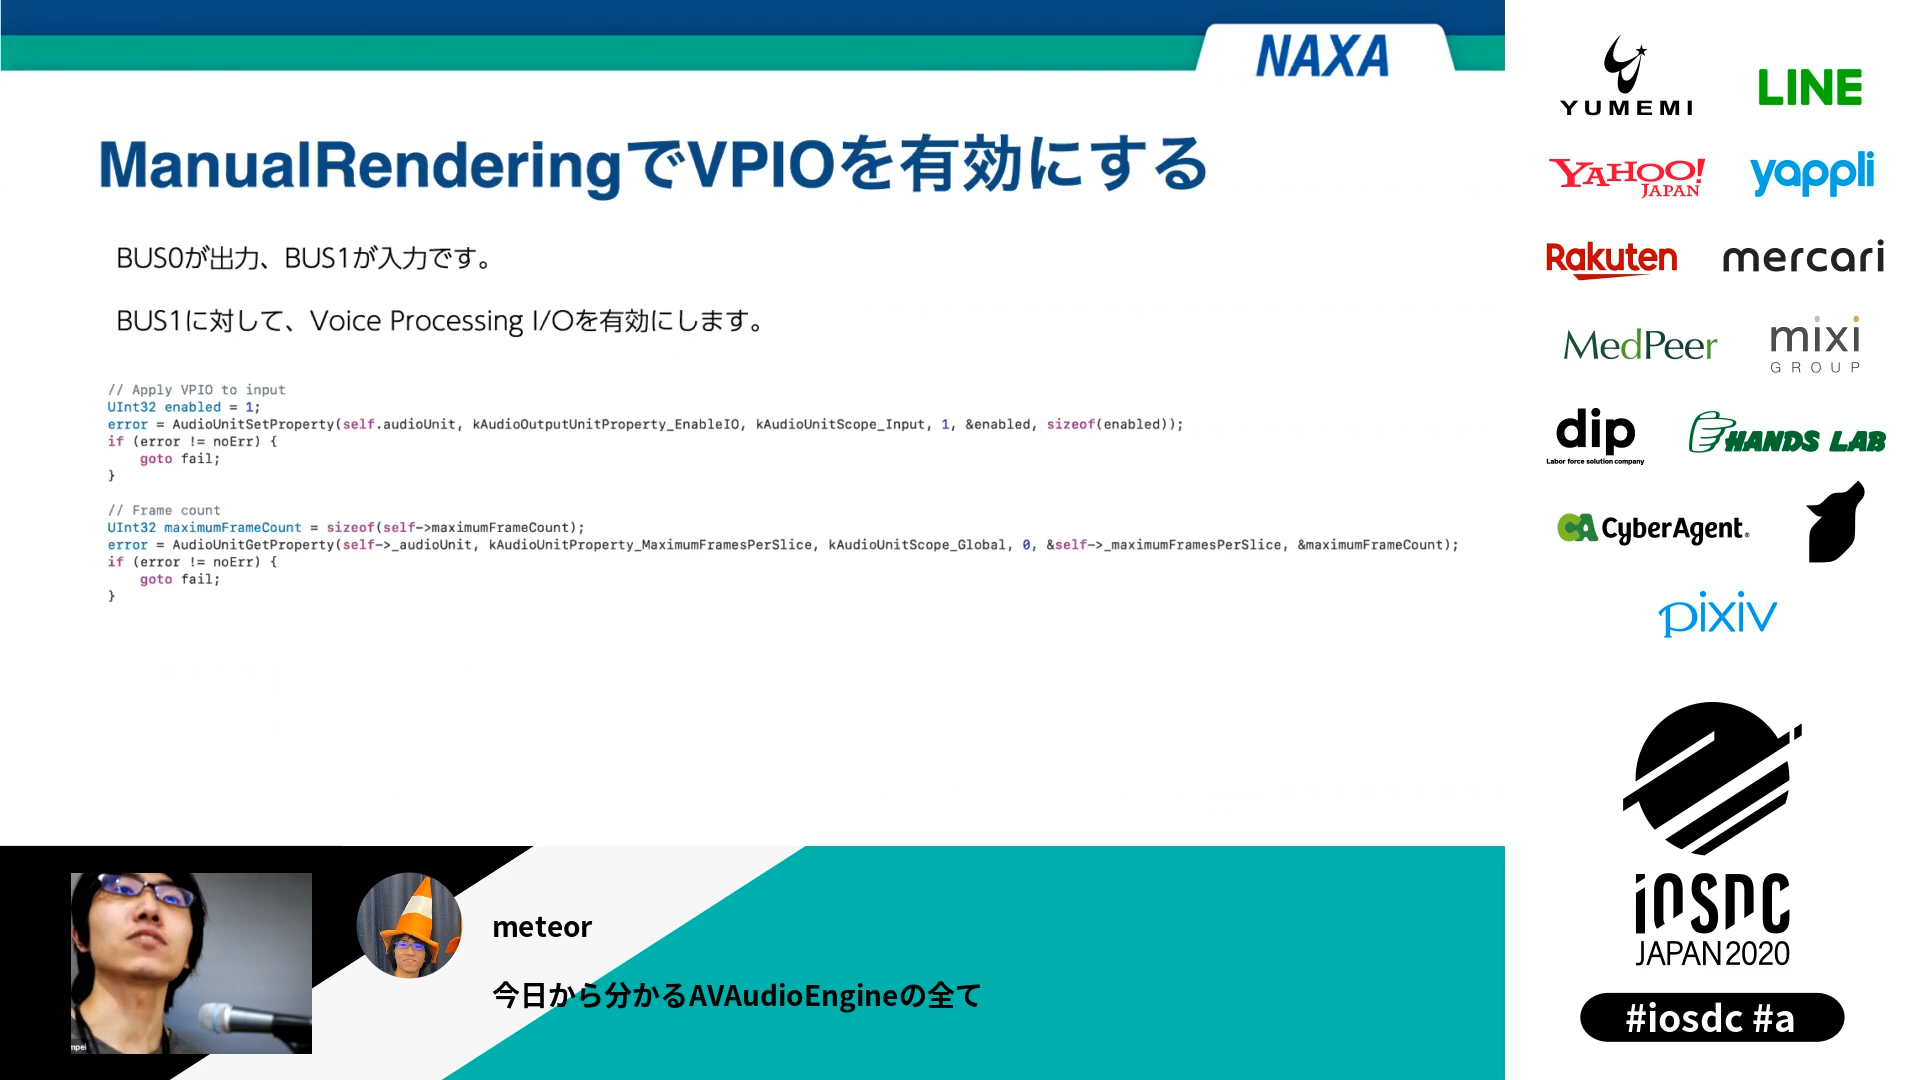 NAXA
ManualRenderingでVPIOを有効にする
BUS0が出力、BUS1が入力です。
BUS1に対して、Voice Processing I/Oを有効にします。
// Apply VPIO to input
UInt32 enabled = 1;
error = AudioUnitSetProperty(self.audioUnit, kAudioOutputUnitProperty_EnableIO, kAudioUnitScope_Input, 1, &enabled, sizeof(enabled));
if (error != noErr) {
    goto fail;
}
// Frame count
UInt32 maximumFrameCount = sizeof(self->maximumFrameCount);
error = AudioUnitGetProperty(self->_audioUnit, kAudioUnitProperty_MaximumFramesPerSlice, kAudioUnitScope_Global, 0, &self->_maximumFramesPerSlice, &maximumFrameCount);
if (error != noErr) {
    goto fail;
}
mpei
meteor
今日から分かるAVAudioEngineの全て
YUMEMI
LINE
YAHOO!
JAPAN
yappli
Rakuten
mercari
MedPeer
mixi
GROUP
dip
Labor force solution company
HANDS LAB
CA CyberAgent.
pixiv
iOSDC
JAPAN2020
#iosdc #a